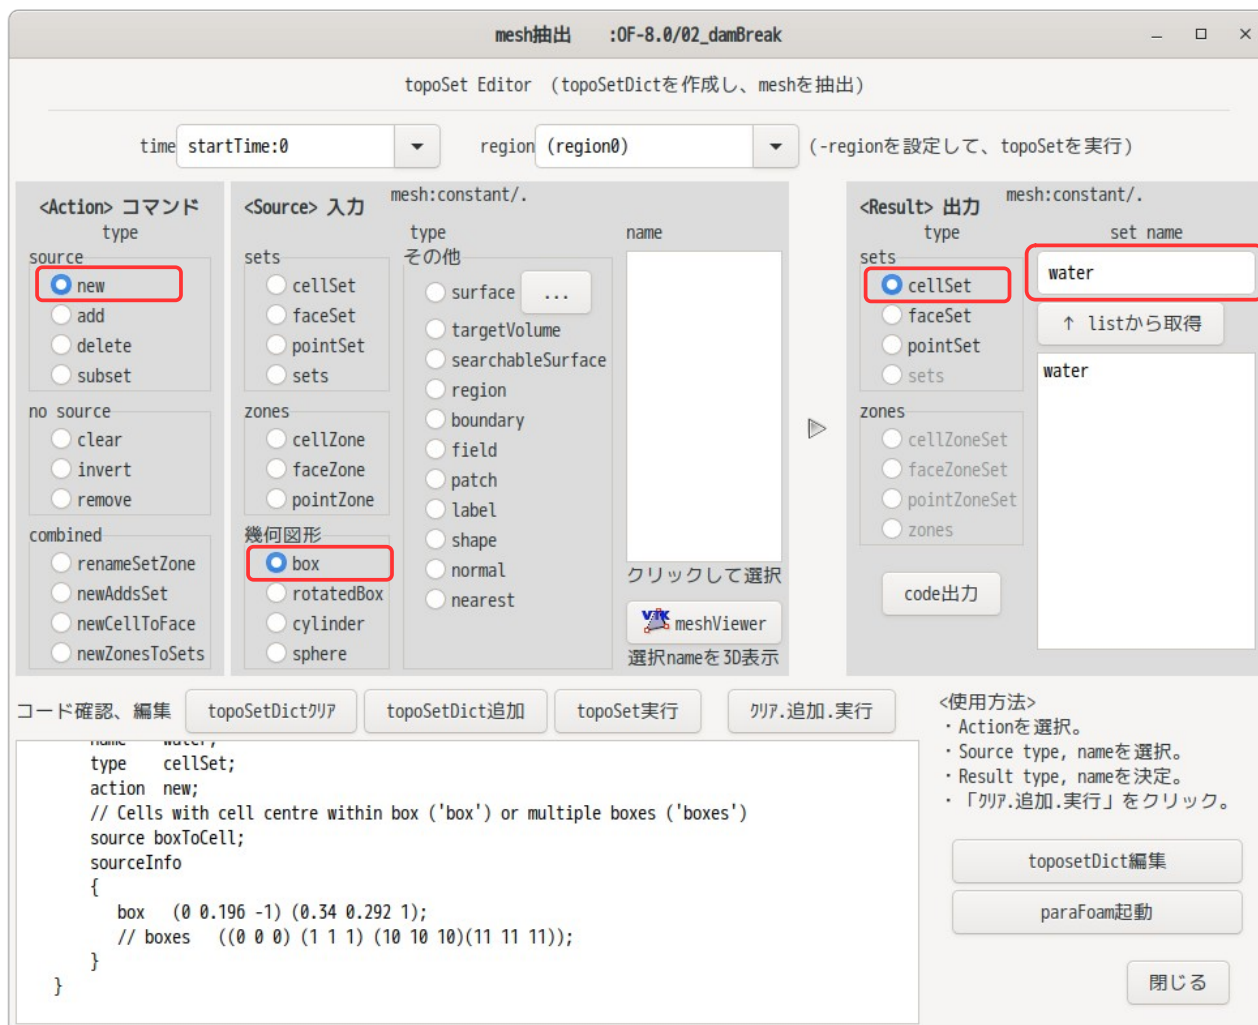 mesh抽出　　:OF-8.0/02_damBreak
topoSet Editor　(topoSetDictを作成し、meshを抽出)
time startTime:0 region (region0) (-regionを設定して、topoSetを実行)
<Action> コマンド
type
source
new
add
delete
subset
no source
clear
invert
remove
combined
renameSetZone
newAddsSet
newCellToFace
newZonesToSets
<Source> 入力
mesh:constant/.
sets
cellSet
faceSet
pointSet
sets
zones
cellZone
faceZone
pointZone
幾何図形
box
rotatedBox
cylinder
sphere
type
その他
surface ...
targetVolume
searchableSurface
region
boundary
field
patch
label
shape
normal
nearest
name
クリックして選択
VTK meshViewer
選択nameを3D表示
<Result> 出力
mesh:constant/.
type
sets
cellSet
faceSet
pointSet
sets
zones
cellZoneSet
faceZoneSet
pointZoneSet
zones
code出力
set name
water
↑ listから取得
water
コード確認、編集 topoSetDictｸﾘｱ topoSetDict追加 topoSet実行 ｸﾘｱ.追加.実行
name    water;
type    cellSet;
action  new;
// Cells with cell centre within box ('box') or multiple boxes ('boxes')
source boxToCell;
sourceInfo
{
box   (0 0.196 -1) (0.34 0.292 1);
// boxes   ((0 0 0) (1 1 1) (10 10 10)(11 11 11));
}
}
<使用方法>
・Actionを選択。
・Source type, nameを選択。
・Result type, nameを決定。
・「ｸﾘｱ.追加.実行」をクリック。
toposetDict編集
paraFoam起動
閉じる